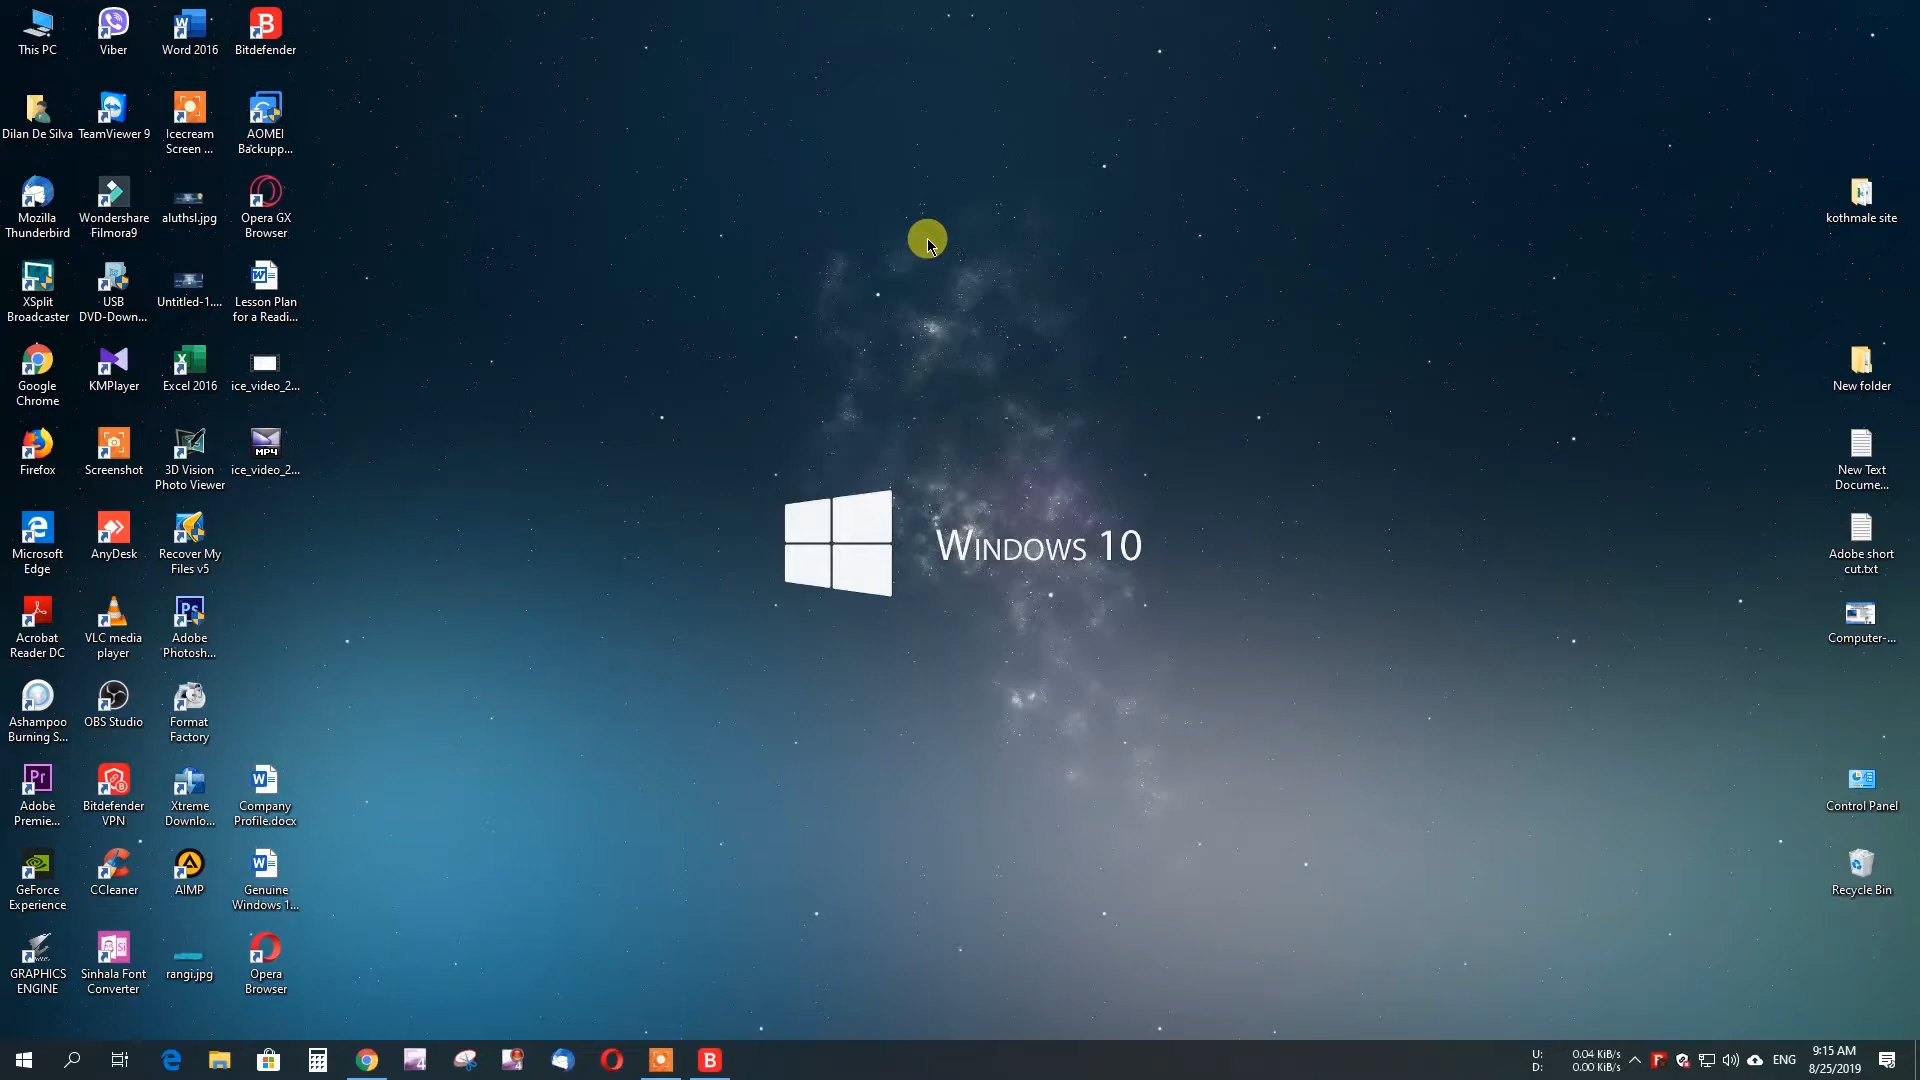 This PC
Viber
Word 2016
Bitdefender
Dilan De Silva
TeamViewer 9
Icecream
Screen ...
AOMEI
Backupp...
Mozilla
Thunderbird
Wondershare
Filmora9
aluthsl.jpg
Opera GX
Browser
XSplit
Broadcaster
USB
DVD-Down...
Untitled-1....
Lesson Plan
for a Readi...
Google
Chrome
KMPlayer
Excel 2016
ice_video_2...
Firefox
Screenshot
3D Vision
Photo Viewer
MP4
ice_video_2...
Microsoft
Edge
AnyDesk
Recover My
Files v5
Acrobat
Reader DC
VLC media
player
Ps
Adobe
Photosh...
Ashampoo
Burning S...
OBS Studio
Format
Factory
Pr
Adobe
Premie...
Bitdefender
VPN
Xtreme
Downlo...
Company
Profile.docx
GeForce
Experience
CCleaner
AIMP
Genuine
Windows 1...
GRAPHICS
ENGINE
Sinhala Font
Converter
rangi.jpg
Opera
Browser
Windows 10
kothmale site
New folder
New Text
Docume...
Adobe short
cut.txt
Computer-...
Control Panel
Recycle Bin
U: 0.04 KiB/s
D: 0.00 KiB/s
ENG
9:15 AM
8/25/2019